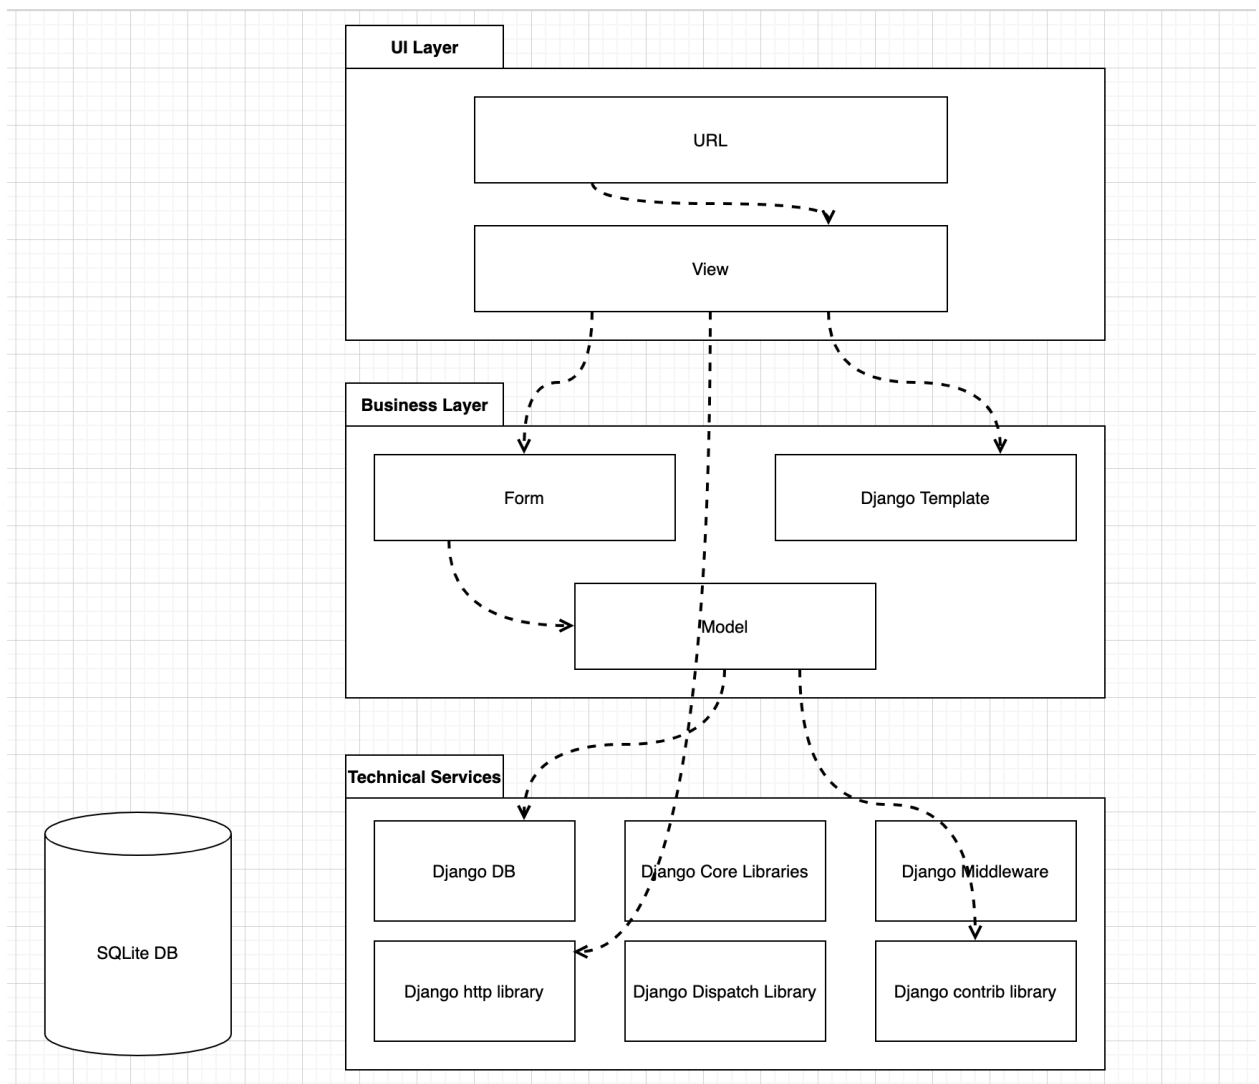 UI Layer
URL
View
Business Layer
Form
Django Template
Model
Technical Services
Django DB
Django Core Libraries
Django Middleware
SQLite DB
Django http library
Django Dispatch Library
Django contrib library